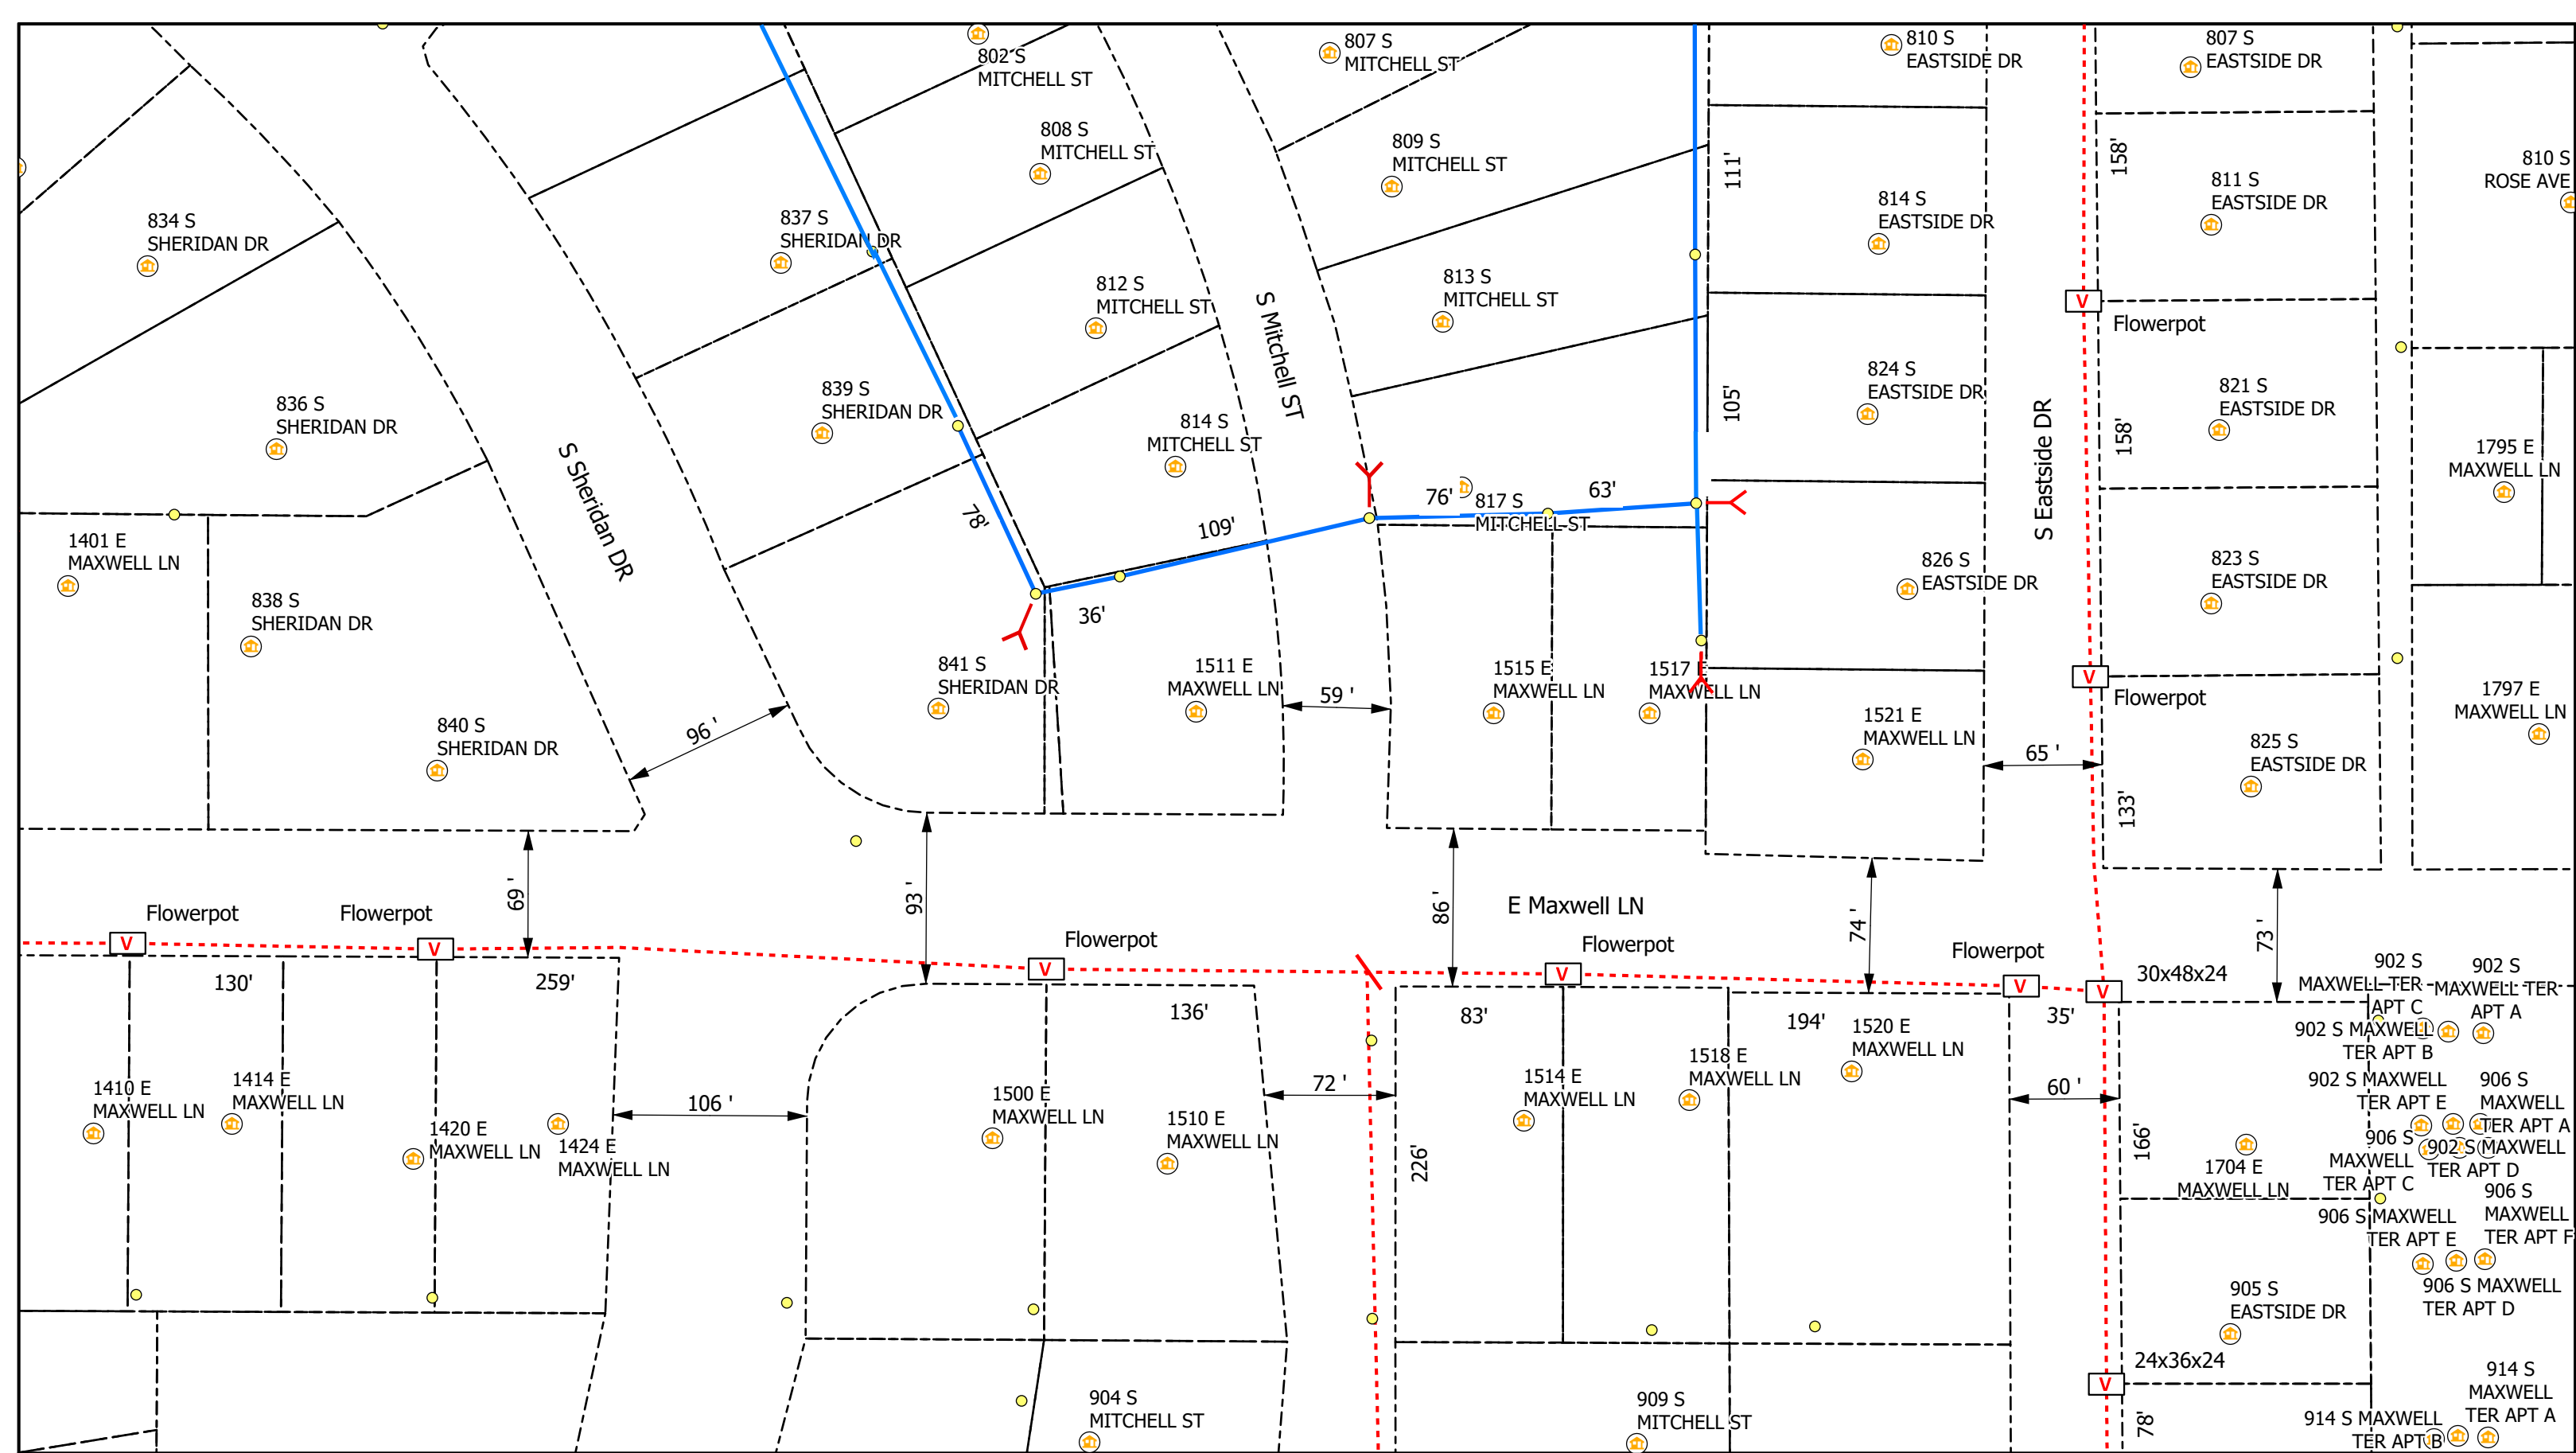 802 S
MITCHELL ST
807 S
MITCHELL ST
810 S
EASTSIDE DR
807 S
EASTSIDE DR
808 S
MITCHELL ST
809 S
MITCHELL ST
111'
158'
810 S
ROSE AVE
834 S
SHERIDAN DR
837 S
SHERIDAN DR
814 S
EASTSIDE DR
811 S
EASTSIDE DR
812 S
MITCHELL ST
S Mitchell ST
813 S
MITCHELL ST
V
Flowerpot
836 S
SHERIDAN DR
839 S
SHERIDAN DR
814 S
MITCHELL ST
105'
824 S
EASTSIDE DR
S Eastside DR
158'
821 S
EASTSIDE DR
1795 E
MAXWELL LN
S Sheridan DR
78'
109'
76'
817 S
MITCHELL ST
63'
1401 E
MAXWELL LN
838 S
SHERIDAN DR
36'
826 S
EASTSIDE DR
823 S
EASTSIDE DR
841 S
SHERIDAN DR
1511 E
MAXWELL LN
59 '
1515 E
MAXWELL LN
1517 E
MAXWELL LN
V
Flowerpot
1797 E
MAXWELL LN
840 S
SHERIDAN DR
96 '
1521 E
MAXWELL LN
65 '
825 S
EASTSIDE DR
133'
Flowerpot
V
Flowerpot
V
69 '
93 '
Flowerpot
V
86 '
E Maxwell LN
Flowerpot
V
74 '
Flowerpot
V
V
30x48x24
73 '
130'
259'
136'
83'
194'
35'
902 S
MAXWELL TER
APT C
902 S
MAXWELL TER
APT A
902 S MAXWELL
TER APT B
1410 E
MAXWELL LN
1414 E
MAXWELL LN
1420 E
MAXWELL LN
1424 E
MAXWELL LN
106 '
1500 E
MAXWELL LN
1510 E
MAXWELL LN
72 '
226'
1514 E
MAXWELL LN
1518 E
MAXWELL LN
1520 E
MAXWELL LN
60 '
166'
1704 E
MAXWELL LN
902 S MAXWELL
TER APT E
906 S
MAXWELL
TER APT A
906 S
MAXWELL
TER APT C
902 S MAXWELL
TER APT D
906 S
MAXWELL
TER APT F
906 S MAXWELL
TER APT E
906 S MAXWELL
TER APT D
905 S
EASTSIDE DR
24x36x24
V
78'
904 S
MITCHELL ST
909 S
MITCHELL ST
914 S
MAXWELL
TER APT A
914 S MAXWELL
TER APT B